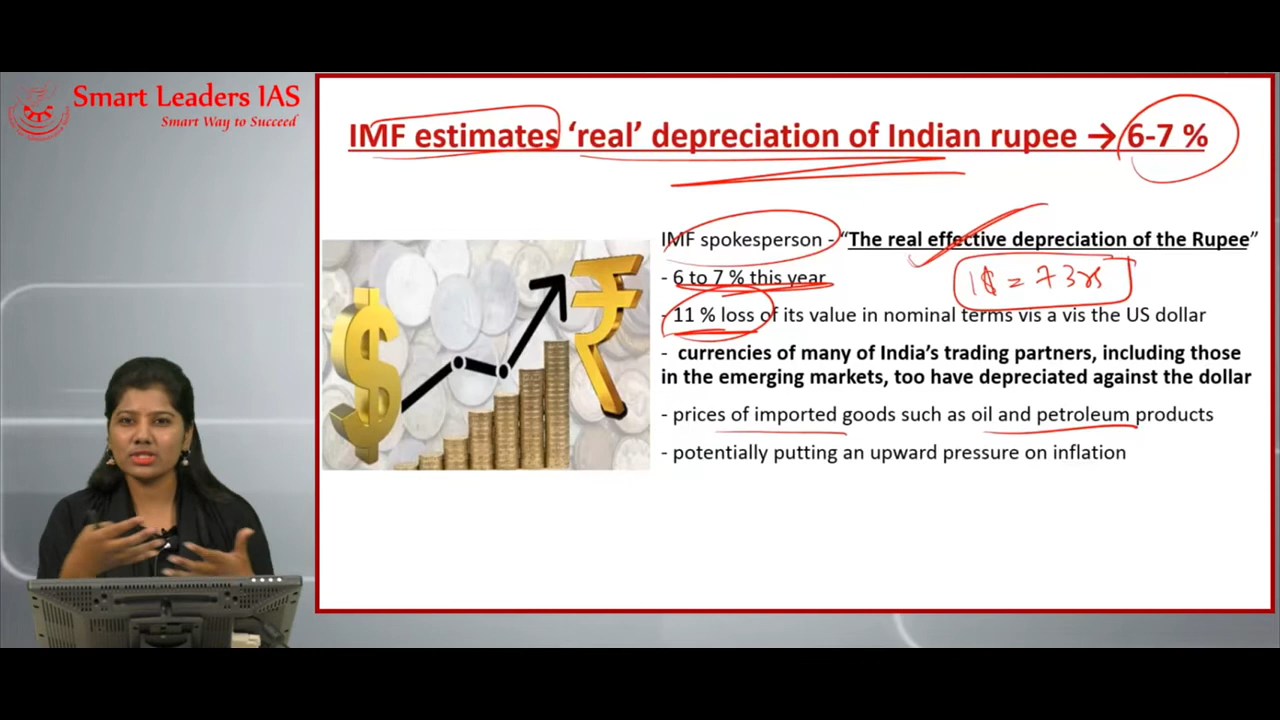 Smart Leaders IAS
Smart Way to Succeed
IMF estimates ‘real’ depreciation of Indian rupee → 6-7 %
IMF spokesperson - “The real effective depreciation of the Rupee”
- 6 to 7 % this year
1$ = 73rs
- 11 % loss of its value in nominal terms vis a vis the US dollar
- currencies of many of India’s trading partners, including those
in the emerging markets, too have depreciated against the dollar
- prices of imported goods such as oil and petroleum products
- potentially putting an upward pressure on inflation